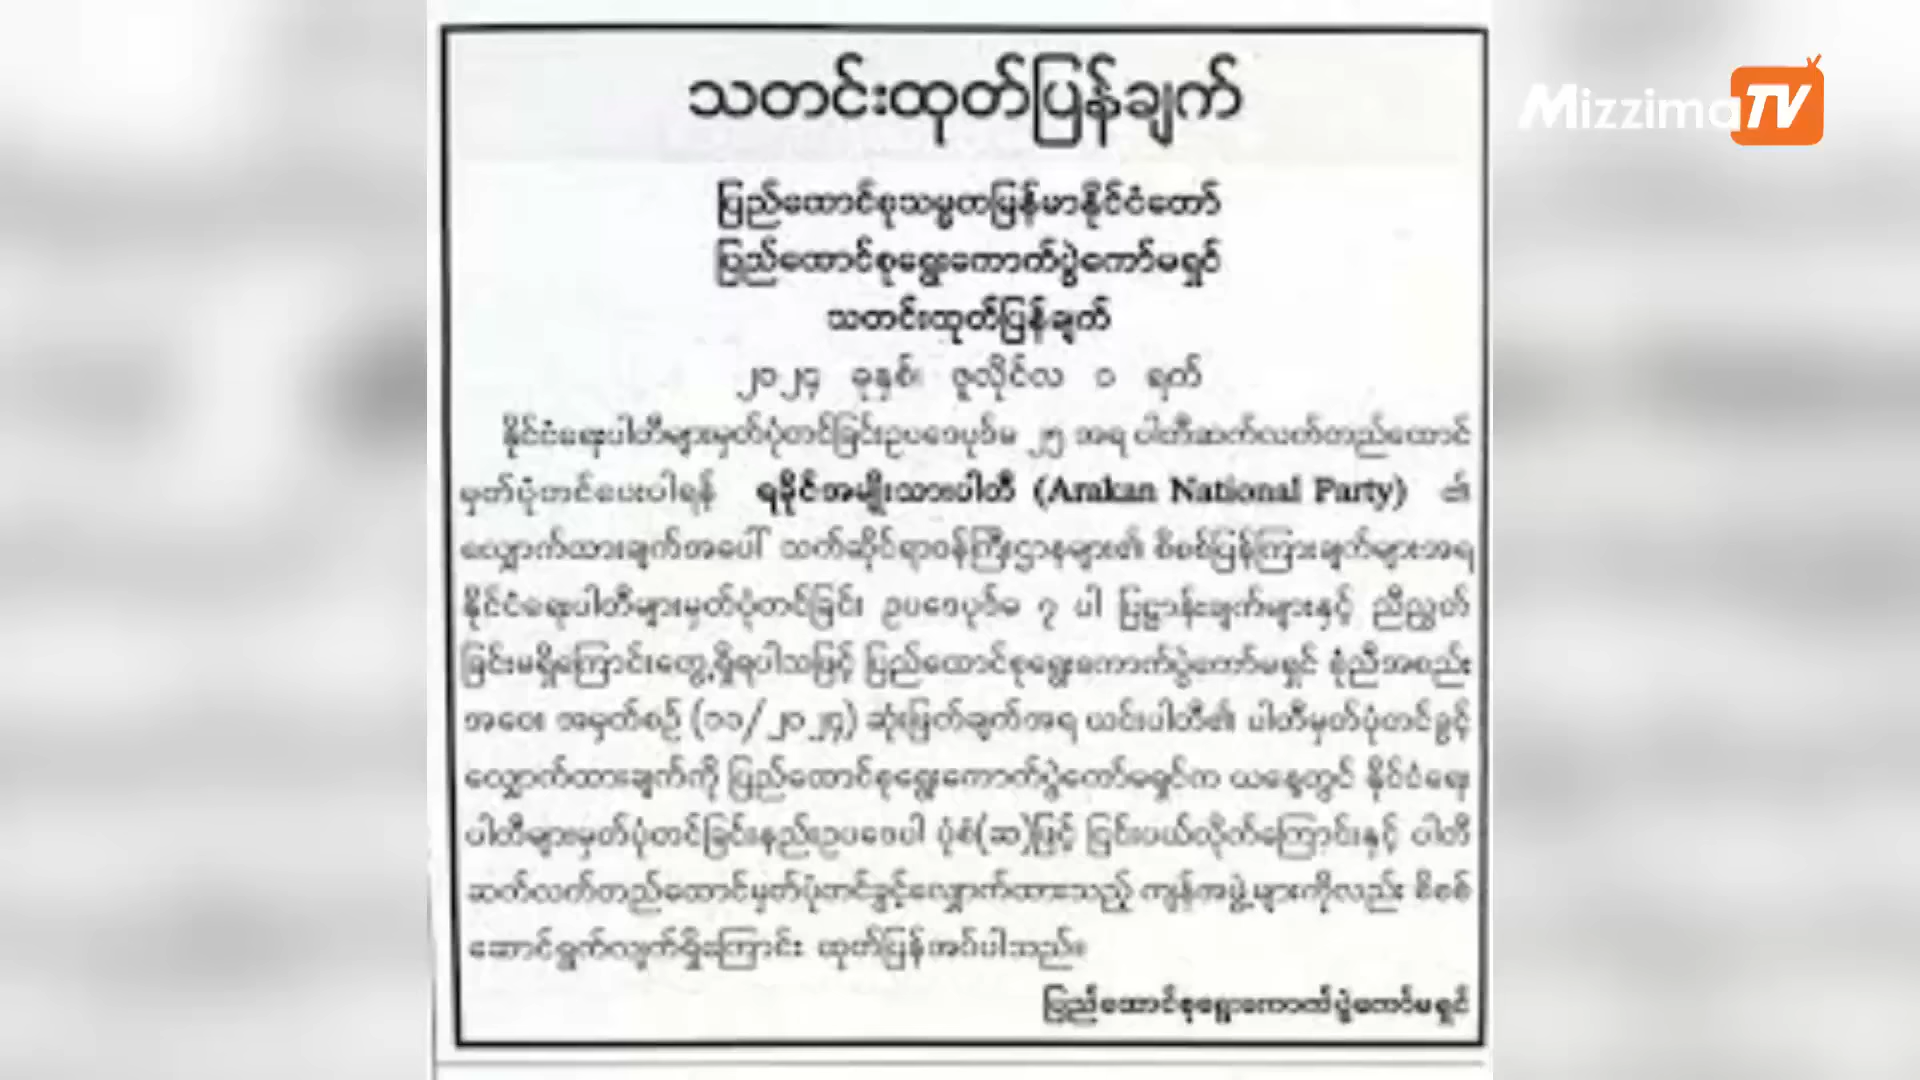 သတင်းထုတ်ပြန်ချက်
Mizzima TV
ပြည်ထောင်စုသမ္မတမြန်မာနိုင်ငံတော်
ပြည်ထောင်စုရွေးကောက်ပွဲကော်မရှင်
သတင်းထုတ်ပြန်ချက်
၂၀၂၄ ခုနှစ်၊ ဇူလိုင်လ ၁ ရက်
နိုင်ငံရေးပါတီများမှတ်ပုံတင်ခြင်းဥပဒေပုဒ်မ ၂၅ အရ ပါတီဆက်လက်တည်ထောင်
မှတ်ပုံတင်ပေးပါရန် ရခိုင်အမျိုးသားပါတီ (Arakan National Party) ၏
လျှောက်ထားချက်အပေါ် သက်ဆိုင်ရာဝန်ကြီးဌာနများ၏ စိစစ်ပြန်ကြားချက်များအရ
နိုင်ငံရေးပါတီများမှတ်ပုံတင်ခြင်း ဥပဒေပုဒ်မ ၇ ပါ ပြဋ္ဌာန်းချက်များနှင့် ညီညွတ်
ခြင်းမရှိကြောင်းတွေ့ရှိရပါသဖြင့် ပြည်ထောင်စုရွေးကောက်ပွဲကော်မရှင် စုံညီအစည်း
အဝေး အမှတ်စဉ် (၁၁/၂၀၂၄) ဆုံးဖြတ်ချက်အရ ယင်းပါတီ၏ ပါတီမှတ်ပုံတင်ခွင့်
လျှောက်ထားချက်ကို ပြည်ထောင်စုရွေးကောက်ပွဲကော်မရှင်က ယနေ့တွင် နိုင်ငံရေး
ပါတီများမှတ်ပုံတင်ခြင်းနည်းဥပဒေပါ ပုံစံ(ဆ)ဖြင့် ငြင်းပယ်လိုက်ကြောင်းနှင့် ပါတီ
ဆက်လက်တည်ထောင်မှတ်ပုံတင်ခွင့်လျှောက်ထားသည့် ကျန်အဖွဲ့များကိုလည်း စိစစ်
ဆောင်ရွက်လျက်ရှိကြောင်း ထုတ်ပြန်အပ်ပါသည်။
ပြည်ထောင်စုရွေးကောက်ပွဲကော်မရှင်